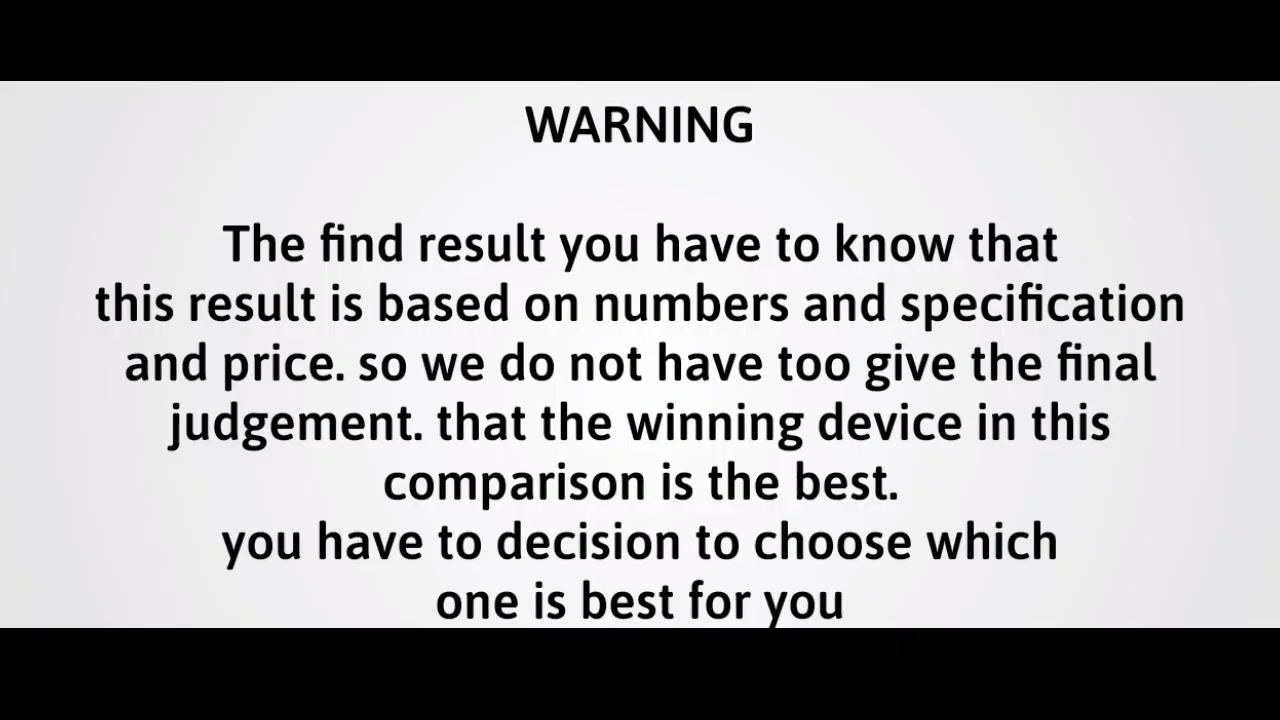 WARNING
The find result you have to know that
this result is based on numbers and specification
and price. so we do not have too give the final
judgement. that the winning device in this
comparison is the best.
you have to decision to choose which
one is best for you